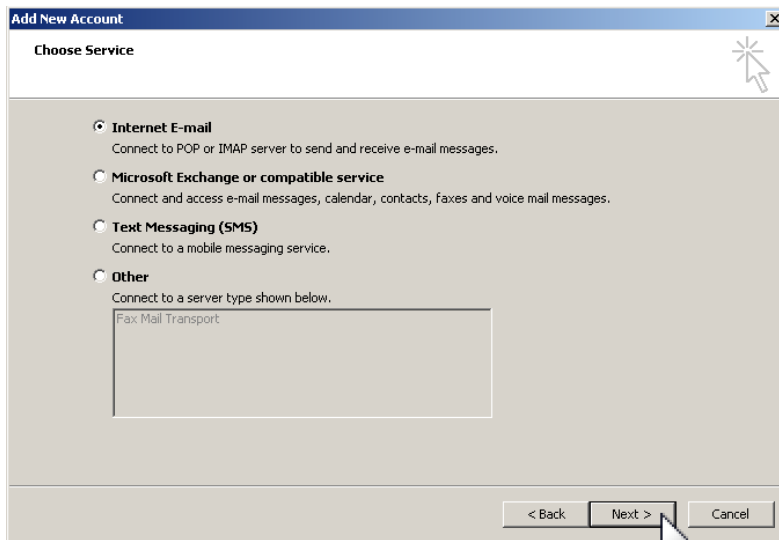 Add New Account
Choose Service
Internet E-mail
Connect to POP or IMAP server to send and receive e-mail messages.
Microsoft Exchange or compatible service
Connect and access e-mail messages, calendar, contacts, faxes and voice mail messages.
Text Messaging (SMS)
Connect to a mobile messaging service.
Other
Connect to a server type shown below.
Fax Mail Transport
< Back
Next >
Cancel